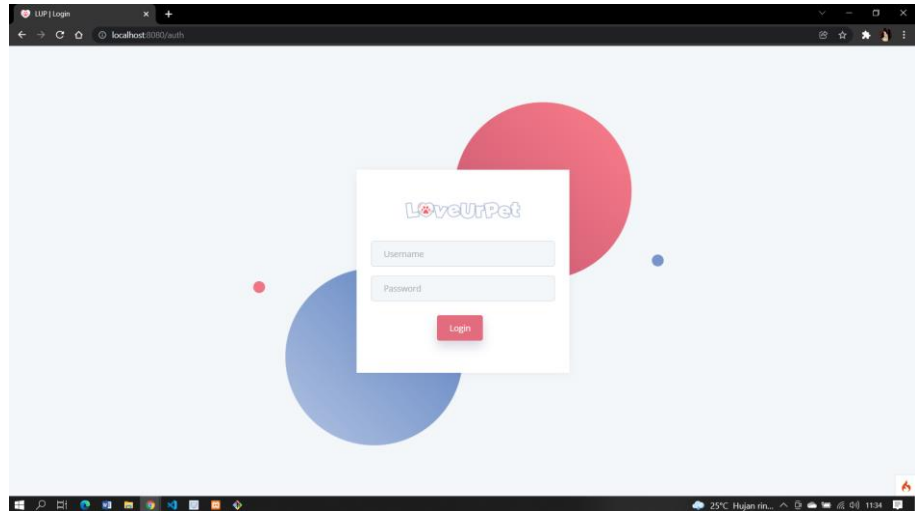 LUP | Login
localhost:8080/auth
LoveUrPet
Username
Password
Login
25°C Hujan rin...
11:34